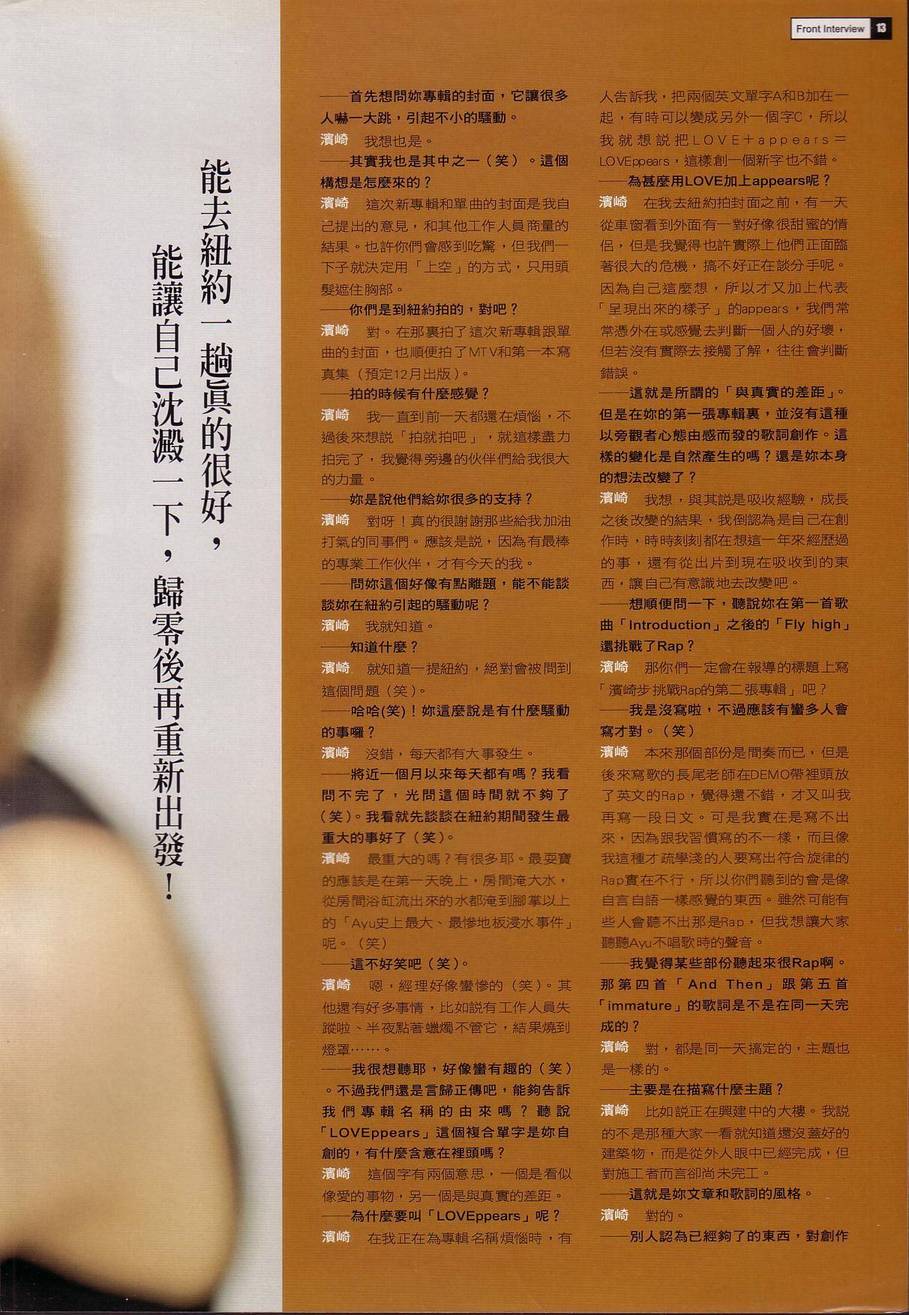 Front Interview 13
能去紐約一趟真的很好，
能讓自己沈澱一下，歸零後再重新出發！
──首先想問妳專輯的封面，它讓很多
人嚇一大跳，引起不小的騷動。
濱崎　我想也是。
──其實我也是其中之一（笑）。這個
構想是怎麼來的？
濱崎　這次新專輯和單曲的封面是我自
己提出的意見，和其他工作人員商量的
結果。也許你們會感到吃驚，但我們一
下子就決定用「上空」的方式，只用頭
髮遮住胸部。
──你們是到紐約拍的，對吧？
濱崎　對。在那裏拍了這次新專輯跟單
曲的封面，也順便拍了MTV和第一本寫
真集（預定12月出版）。
──拍的時候有什麼感覺？
濱崎　我一直到前一天都還在煩惱，不
過後來想說「拍就拍吧」，就這樣盡力
拍完了，我覺得旁邊的伙伴們給我很大
的力量。
──妳是說他們給妳很多的支持？
濱崎　對呀！真的很謝謝那些給我加油
打氣的同事們。應該是說，因為有最棒
的專業工作伙伴，才有今天的我。
──問妳這個好像有點離題，能不能談
談妳在紐約引起的騷動呢？
濱崎　我就知道。
──知道什麼？
濱崎　就知道一提紐約，絕對會被問到
這個問題（笑）。
──哈哈(笑)！妳這麼說是有什麼騷動
的事囉？
濱崎　沒錯，每天都有大事發生。
──將近一個月以來每天都有嗎？我看
問不完了，光問這個時間就不夠了
（笑）。我看就先談談在紐約期間發生最
重大的事好了（笑）。
濱崎　最重大的嗎？有很多耶。最耍寶
的應該是在第一天晚上，房間淹大水，
從房間浴缸流出來的水都淹到腳掌以上
的「Ayu史上最大、最慘地板浸水事件」
呢。（笑）
──這不好笑吧（笑）。
濱崎　嗯，經理好像蠻慘的（笑）。其
他還有好多事情，比如說有工作人員失
蹤啦、半夜點著蠟燭不管它，結果燒到
燈罩……。
──我很想聽耶，好像蠻有趣的（笑）
。不過我們還是言歸正傳吧，能夠告訴
我們專輯名稱的由來嗎？聽說
「LOVEppears」這個複合單字是妳自
創的，有什麼含意在裡頭嗎？
濱崎　這個字有兩個意思，一個是看似
像愛的事物，另一個是與真實的差距。
──為什麼要叫「LOVEppears」呢？
濱崎　在我正在為專輯名稱煩惱時，有
人告訴我，把兩個英文單字A和B加在一
起，有時可以變成另外一個字C，所以
我就想說把LOVE＋appears＝
LOVEppears，這樣創一個新字也不錯。
──為甚麼用LOVE加上appears呢？
濱崎　在我去紐約拍封面之前，有一天
從車窗看到外面有一對好像很甜蜜的情
侶，但是我覺得也許實際上他們正面臨
著很大的危機，搞不好正在談分手呢。
因為自己這麼想，所以才又加上代表
「呈現出來的樣子」的appears，我們常
常憑外在或感覺去判斷一個人的好壞，
但若沒有實際去接觸了解，往往會判斷
錯誤。
──這就是所謂的「與真實的差距」。
但是在妳的第一張專輯裏，並沒有這種
以旁觀者心態由感而發的歌詞創作。這
樣的變化是自然產生的嗎？還是妳本身
的想法改變了？
濱崎　我想，與其說是吸收經驗，成長
之後改變的結果，我倒認為是自己在創
作時，時時刻刻都在想這一年來經歷過
的事，還有從出片到現在吸收到的東
西，讓自己有意識地去改變吧。
──想順便問一下，聽說妳在第一首歌
曲「Introduction」之後的「Fly high」
還挑戰了Rap？
濱崎　那你們一定會在報導的標題上寫
「濱崎步挑戰Rap的第二張專輯」吧？
──我是沒寫啦，不過應該有蠻多人會
寫才對。（笑）
濱崎　本來那個部份是間奏而已，但是
後來寫歌的長尾老師在DEMO帶裡頭放
了英文的Rap，覺得還不錯，才又叫我
再寫一段日文。可是我實在是寫不出
來，因為跟我習慣寫的不一樣，而且像
我這種才疏學淺的人要寫出符合旋律的
Rap實在不行，所以你們聽到的會是像
自言自語一樣感覺的東西。雖然可能有
些人會聽不出那是Rap，但我想讓大家
聽聽Ayu不唱歌時的聲音。
──我覺得某些部份聽起來很Rap啊。
那第四首「And Then」跟第五首
「immature」的歌詞是不是在同一天完
成的？
濱崎　對，都是同一天搞定的，主題也
是一樣的。
──主要是在描寫什麼主題？
濱崎　比如說正在興建中的大樓。我說
的不是那種大家一看就知道還沒蓋好的
建築物，而是從外人眼中已經完成，但
對施工者而言卻尚未完工。
──這就是妳文章和歌詞的風格。
濱崎　對的。
──別人認為已經夠了的東西，對創作